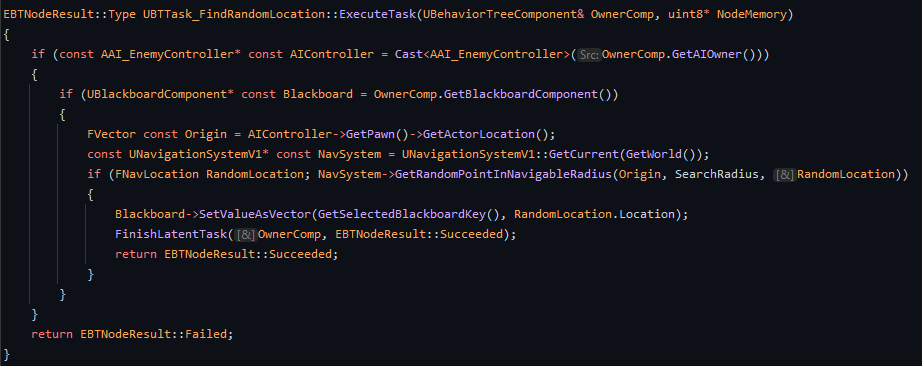 EBTNodeResult::Type UBTTask_FindRandomLocation::ExecuteTask(UBehaviorTreeComponent& OwnerComp, uint8* NodeMemory)
{
    if (const AAI_EnemyController* const AIController = Cast<AAI_EnemyController>(Src:OwnerComp.GetAIOwner()))
    {
        if (UBlackboardComponent* const Blackboard = OwnerComp.GetBlackboardComponent())
        {
            FVector const Origin = AIController->GetPawn()->GetActorLocation();
            const UNavigationSystemV1* const NavSystem = UNavigationSystemV1::GetCurrent(GetWorld());
            if (FNavLocation RandomLocation; NavSystem->GetRandomPointInNavigableRadius(Origin, SearchRadius, [&]RandomLocation))
            {
                Blackboard->SetValueAsVector(GetSelectedBlackboardKey(), RandomLocation.Location);
                FinishLatentTask([&]OwnerComp, EBTNodeResult::Succeeded);
                return EBTNodeResult::Succeeded;
            }
        }
    }
    return EBTNodeResult::Failed;
}